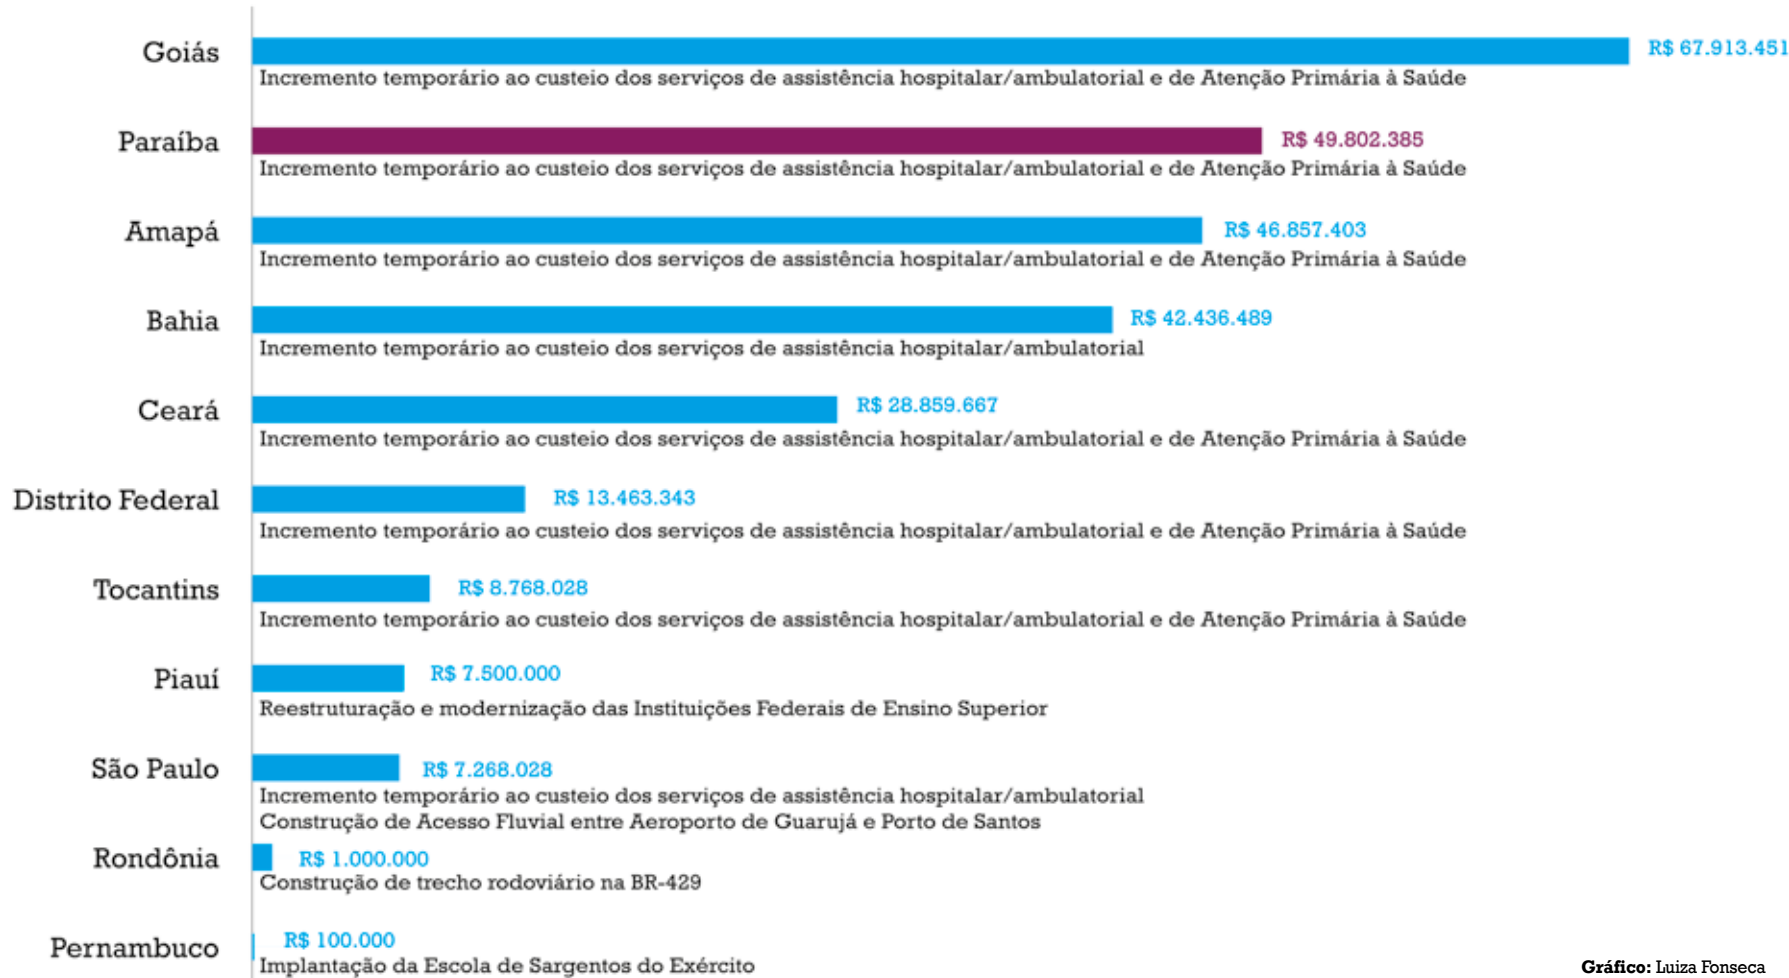 Goiás
R$ 67.913.451
Incremento temporário ao custeio dos serviços de assistência hospitalar/ambulatorial e de Atenção Primária à Saúde
Paraíba
R$ 49.802.385
Incremento temporário ao custeio dos serviços de assistência hospitalar/ambulatorial e de Atenção Primária à Saúde
Amapá
R$ 46.857.403
Incremento temporário ao custeio dos serviços de assistência hospitalar/ambulatorial e de Atenção Primária à Saúde
Bahia
R$ 42.436.489
Incremento temporário ao custeio dos serviços de assistência hospitalar/ambulatorial
Ceará
R$ 28.859.667
Incremento temporário ao custeio dos serviços de assistência hospitalar/ambulatorial e de Atenção Primária à Saúde
Distrito Federal
R$ 13.463.343
Incremento temporário ao custeio dos serviços de assistência hospitalar/ambulatorial e de Atenção Primária à Saúde
Tocantins
R$ 8.768.028
Incremento temporário ao custeio dos serviços de assistência hospitalar/ambulatorial e de Atenção Primária à Saúde
Piauí
R$ 7.500.000
Reestruturação e modernização das Instituições Federais de Ensino Superior
São Paulo
R$ 7.268.028
Incremento temporário ao custeio dos serviços de assistência hospitalar/ambulatorial
Construção de Acesso Fluvial entre Aeroporto de Guarujá e Porto de Santos
Rondônia
R$ 1.000.000
Construção de trecho rodoviário na BR-429
Pernambuco
R$ 100.000
Implantação da Escola de Sargentos do Exército
Gráfico: Luiza Fonseca